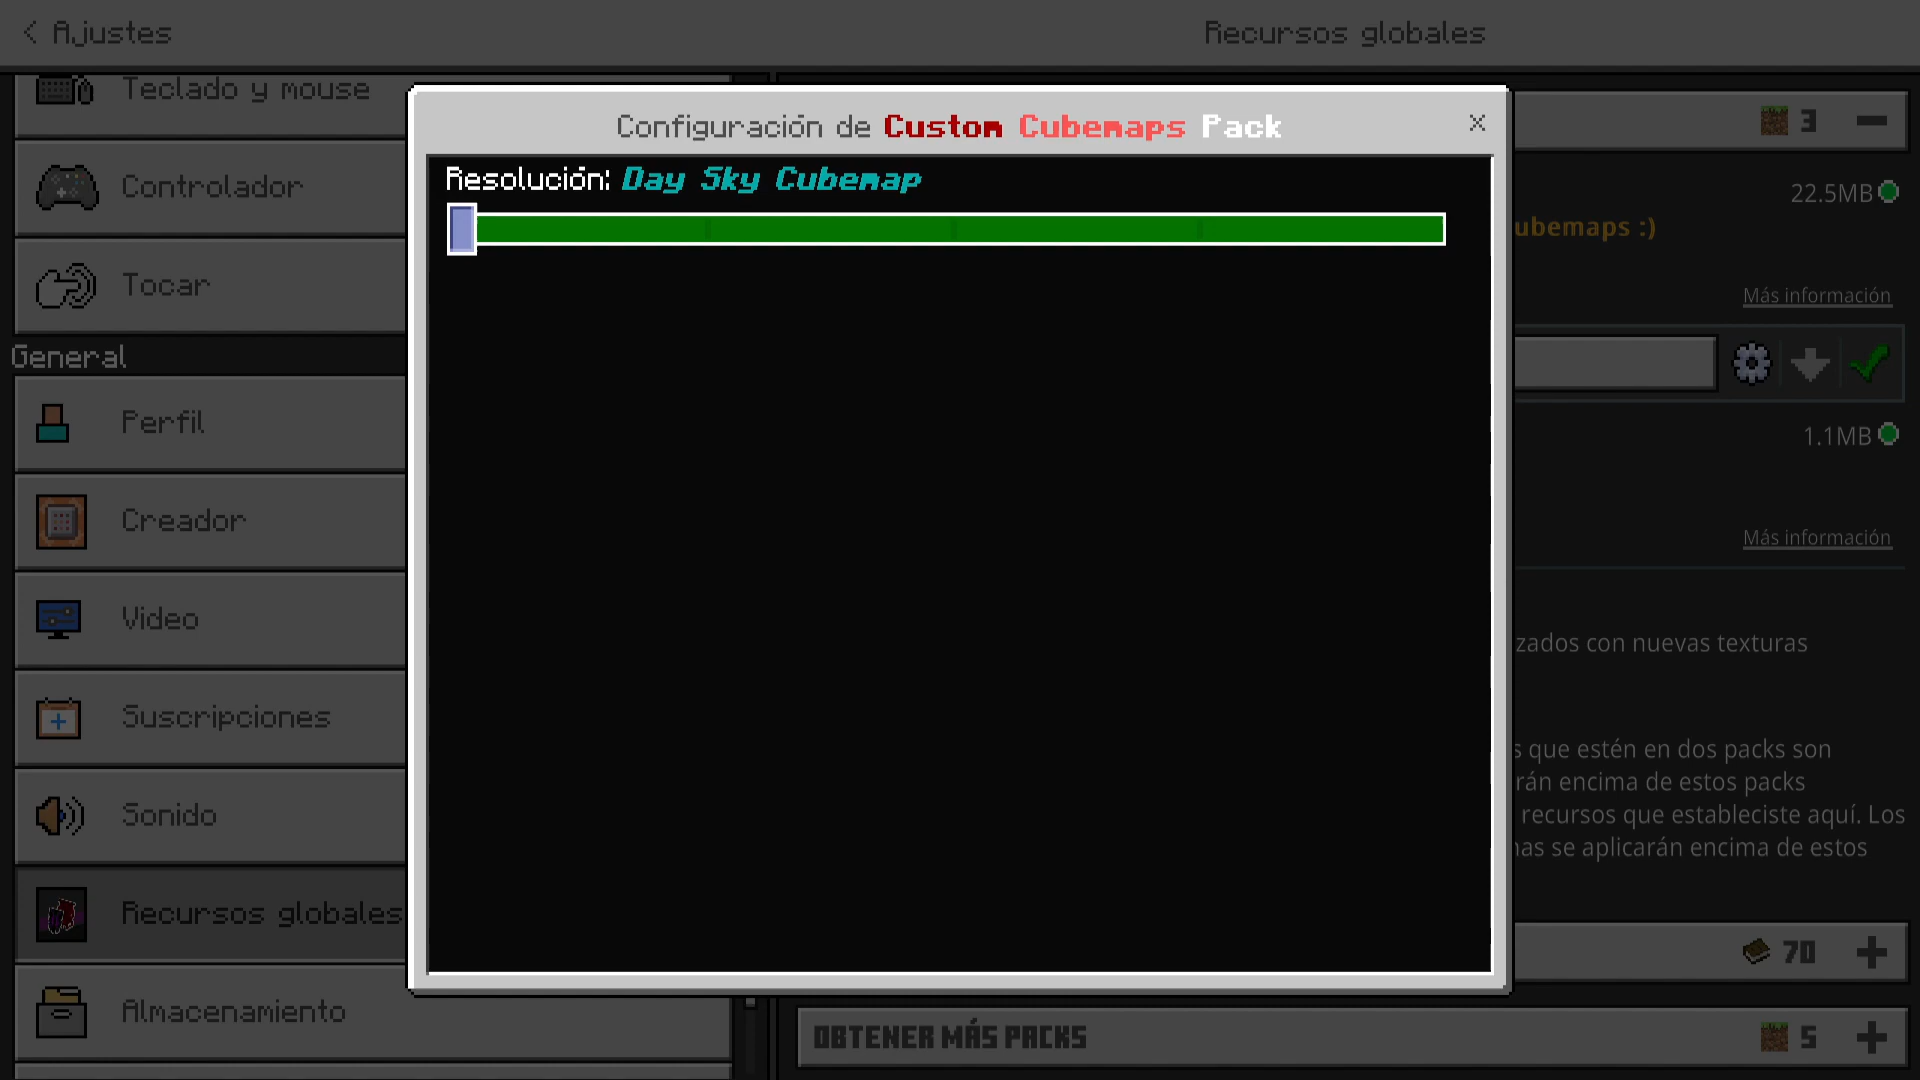 Ajustes
Recursos globales
Teclado y mouse
Controlador
Tocar
General
Perfil
Creador
Video
Suscripciones
Sonido
Recursos globales
Almacenamiento
Configuración de Custom Cubemaps Pack
Resolución: Day Sky Cubemap
3
22.5MB
ubemaps :)
Más información
1.1MB
Más información
zados con nuevas texturas
s que estén en dos packs son
rán encima de estos packs
recursos que estableciste aquí. Los
nas se aplicarán encima de estos
70
OBTENER MÁS PACKS
5